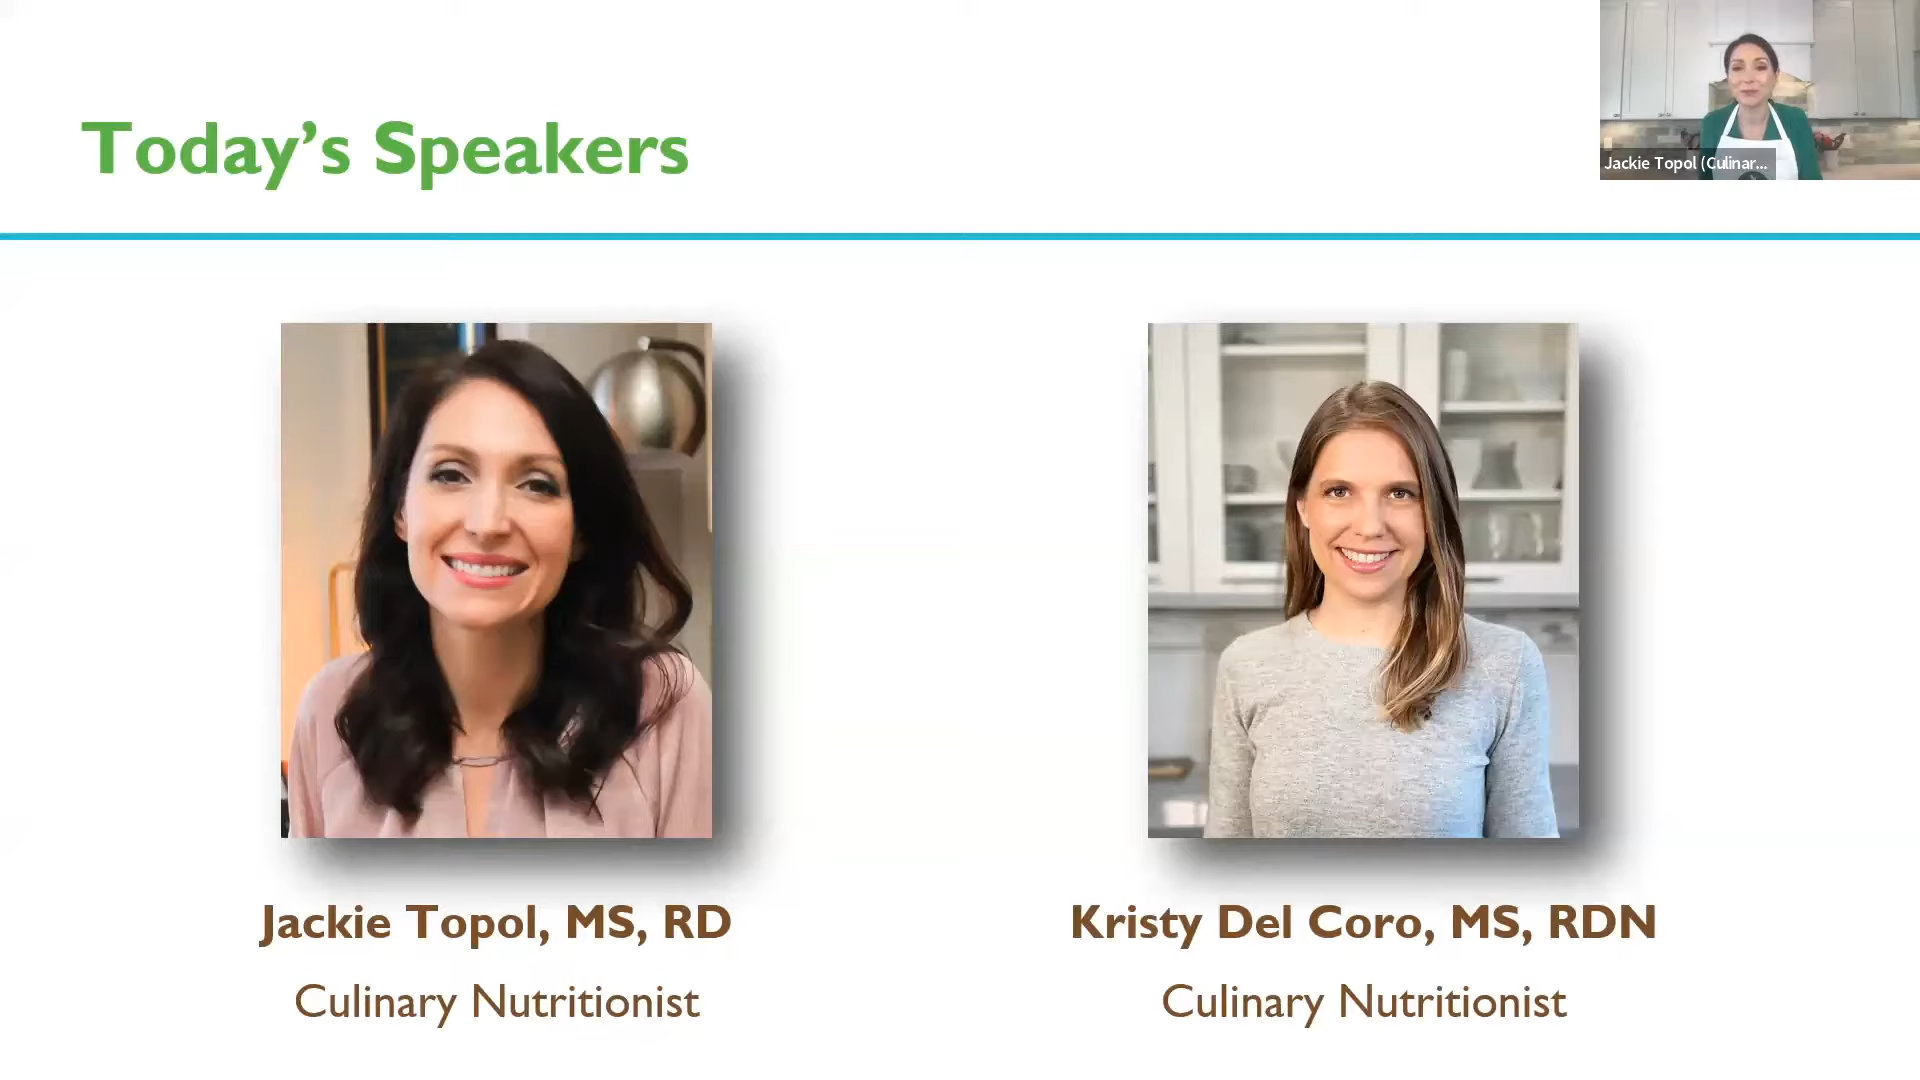 Today’s Speakers
Jackie Topol (Culinar...
Jackie Topol, MS, RD
Culinary Nutritionist
Kristy Del Coro, MS, RDN
Culinary Nutritionist